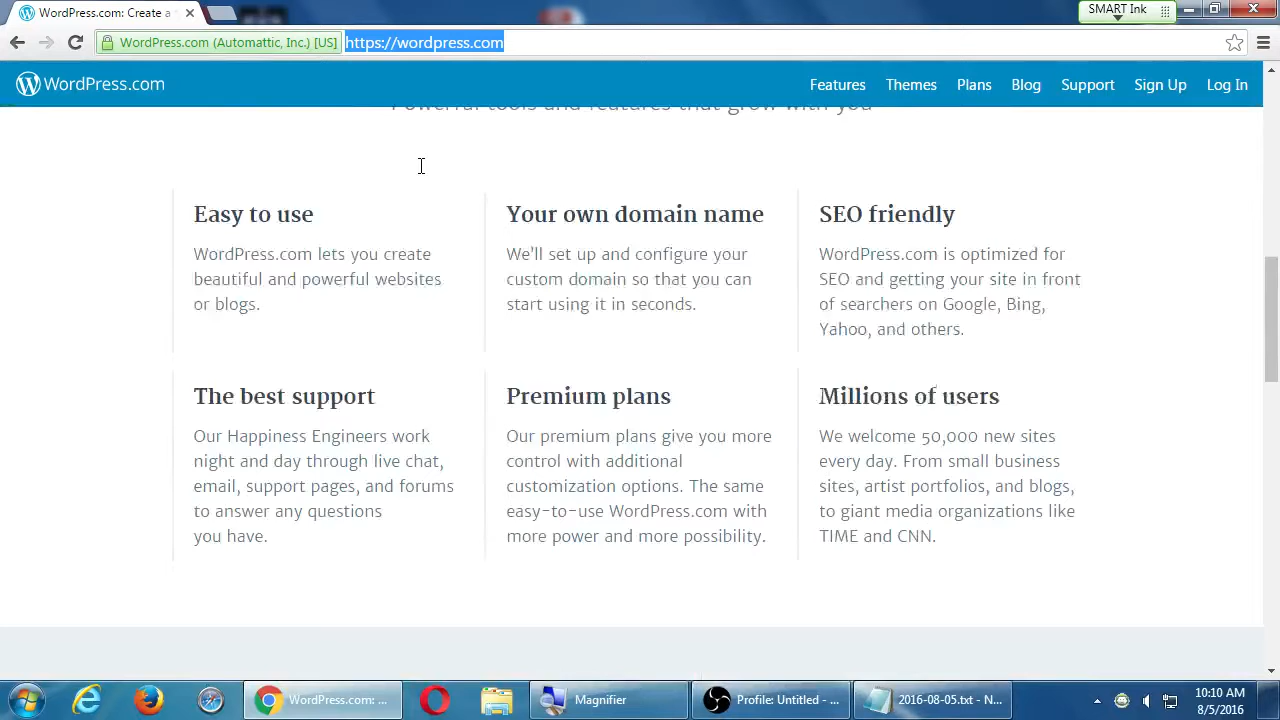 WordPress.com: Create a
SMART Ink
WordPress.com (Automattic, Inc.) [US] https://wordpress.com
WordPress.com
Features Themes Plans Blog Support Sign Up Log In
Powerful tools and features that grow with you
Easy to use
WordPress.com lets you create
beautiful and powerful websites
or blogs.
Your own domain name
We'll set up and configure your
custom domain so that you can
start using it in seconds.
SEO friendly
WordPress.com is optimized for
SEO and getting your site in front
of searchers on Google, Bing,
Yahoo, and others.
The best support
Our Happiness Engineers work
night and day through live chat,
email, support pages, and forums
to answer any questions
you have.
Premium plans
Our premium plans give you more
control with additional
customization options. The same
easy-to-use WordPress.com with
more power and more possibility.
Millions of users
We welcome 50,000 new sites
every day. From small business
sites, artist portfolios, and blogs,
to giant media organizations like
TIME and CNN.
WordPress.com: ...
Magnifier
Profile: Untitled - ...
2016-08-05.txt - N...
10:10 AM
8/5/2016